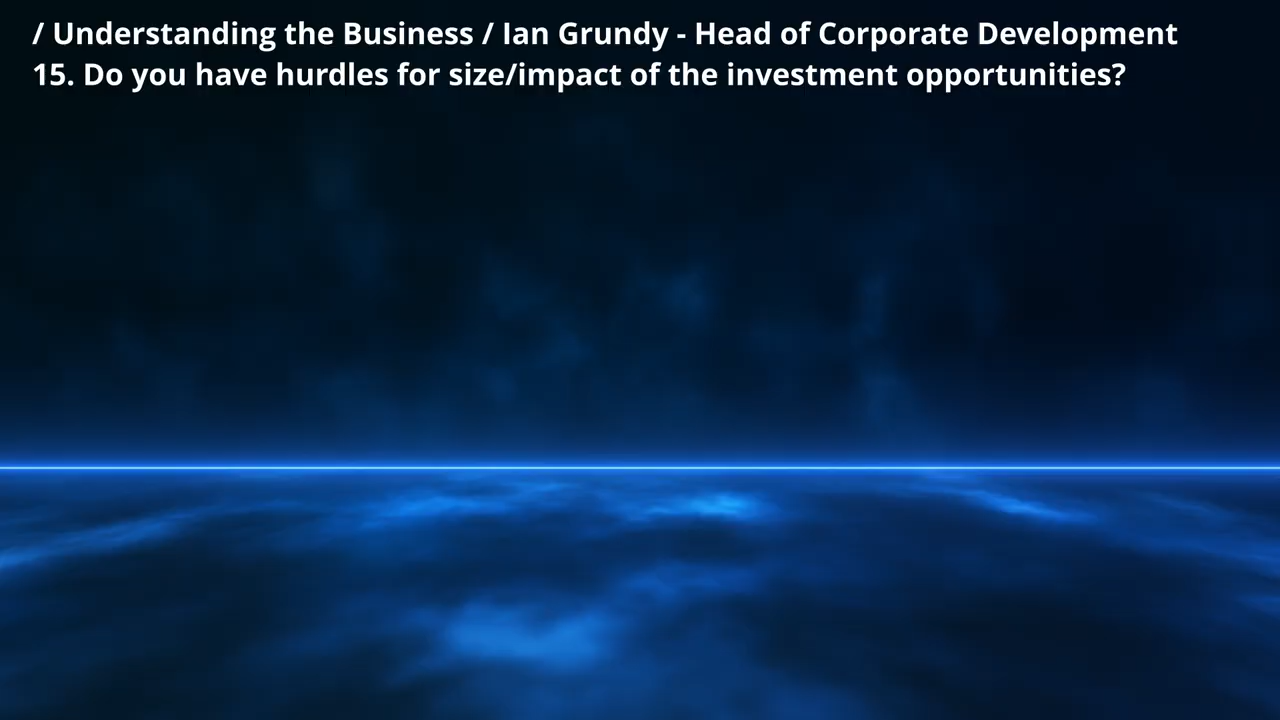 / Understanding the Business / Ian Grundy - Head of Corporate Development
15. Do you have hurdles for size/impact of the investment opportunities?